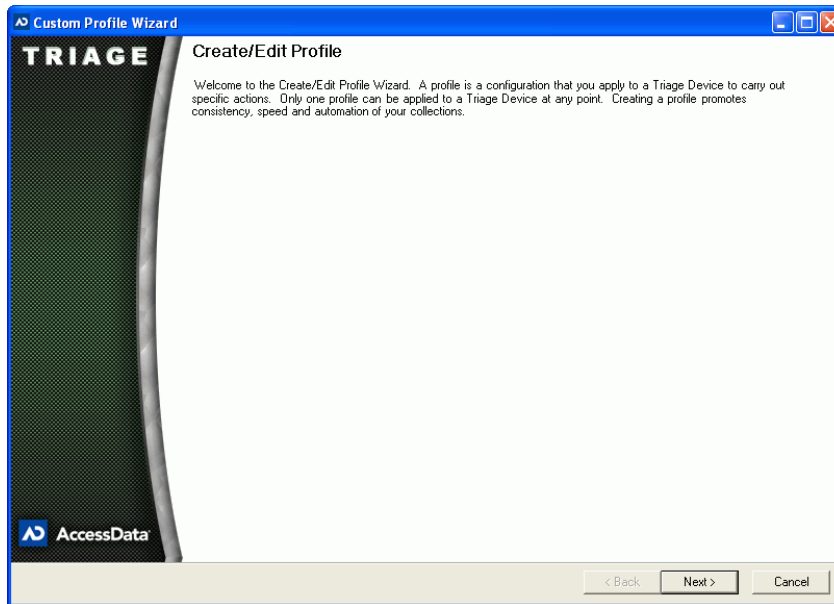 Custom Profile Wizard
TRIAGE
Create/Edit Profile
Welcome to the Create/Edit Profile Wizard. A profile is a configuration that you apply to a Triage Device to carry out
specific actions. Only one profile can be applied to a Triage Device at any point. Creating a profile promotes
consistency, speed and automation of your collections.
AccessData
< Back
Next >
Cancel